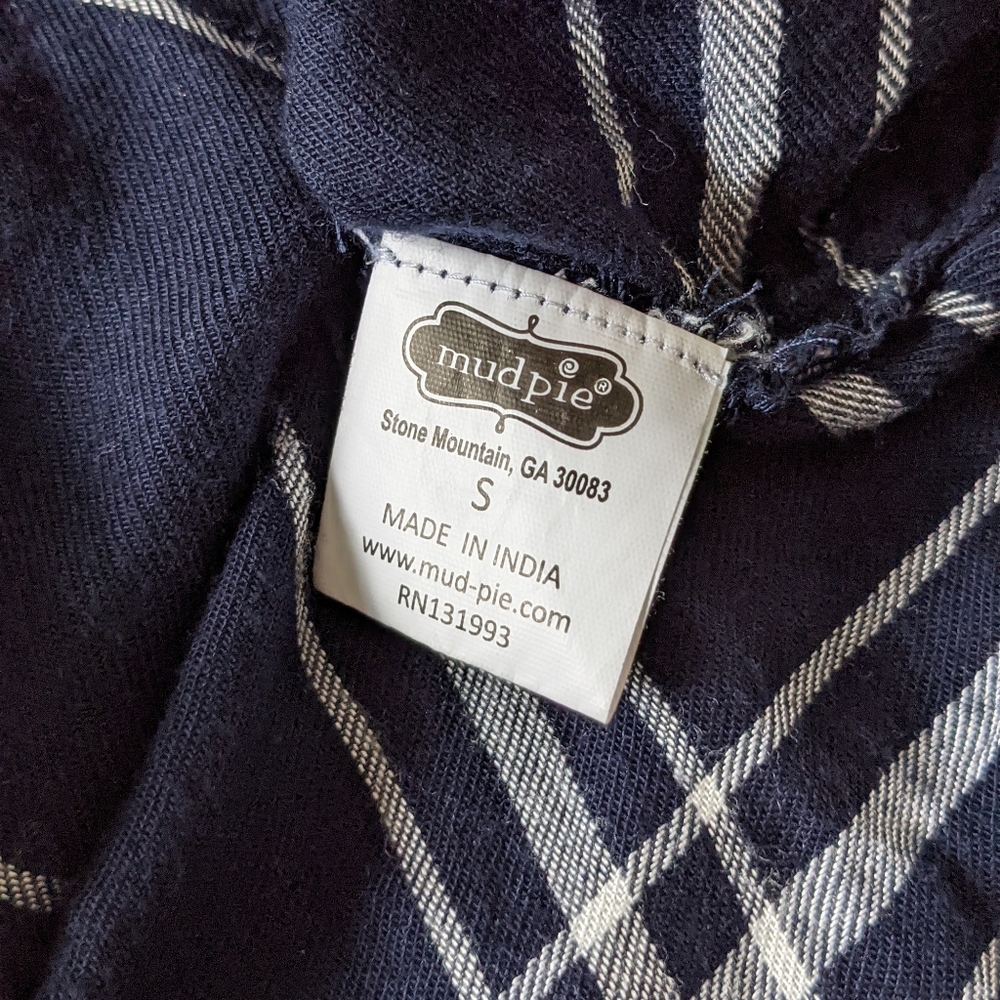 mudpie®
Stone Mountain, GA 30083
S
MADE IN INDIA
www.mud-pie.com
RN131993